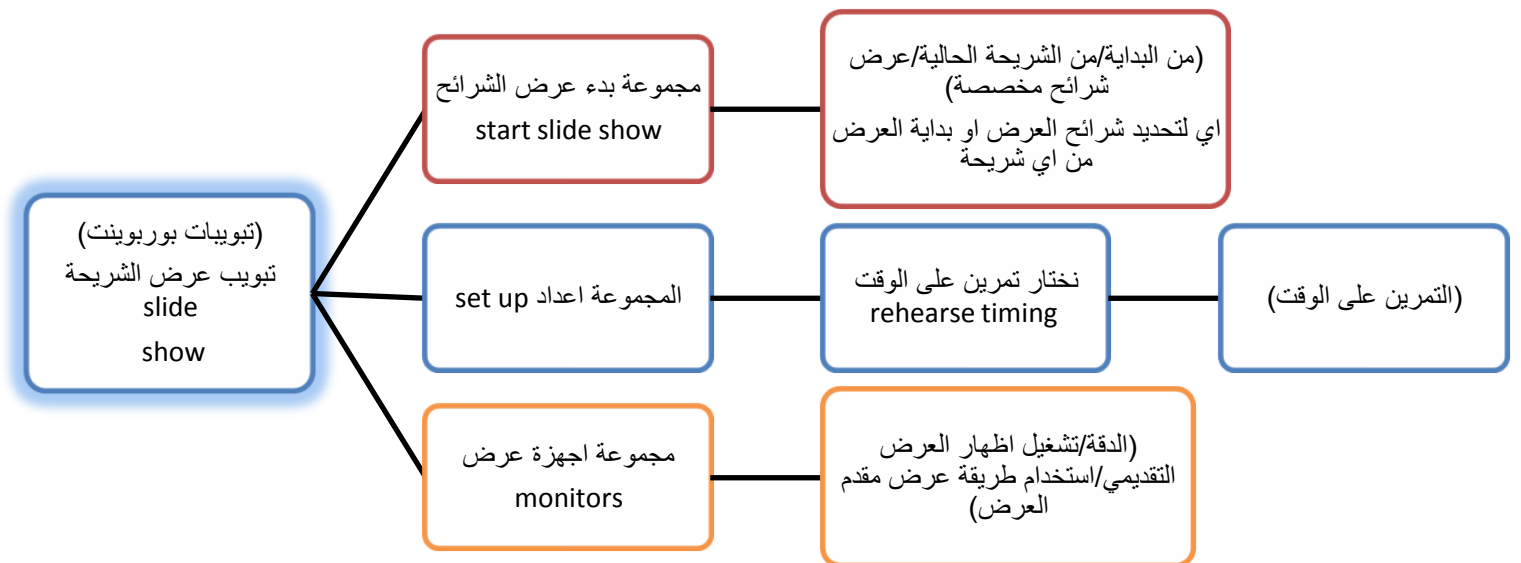 (تبويبات بوربوينت)
تبويب عرض الشريحة
slide
show
مجموعة بدء عرض الشرائح
start slide show
(من البداية/من الشريحة الحالية/عرض
شرائح مخصصة)
اي لتحديد شرائح العرض او بداية العرض
من اي شريحة
المجموعة اعداد set up
نختار تمرين على الوقت
rehearse timing
(التمرين على الوقت)
مجموعة اجهزة عرض
monitors
(الدقة/تشغيل اظهار العرض
التقديمي/استخدام طريقة عرض مقدم
العرض)